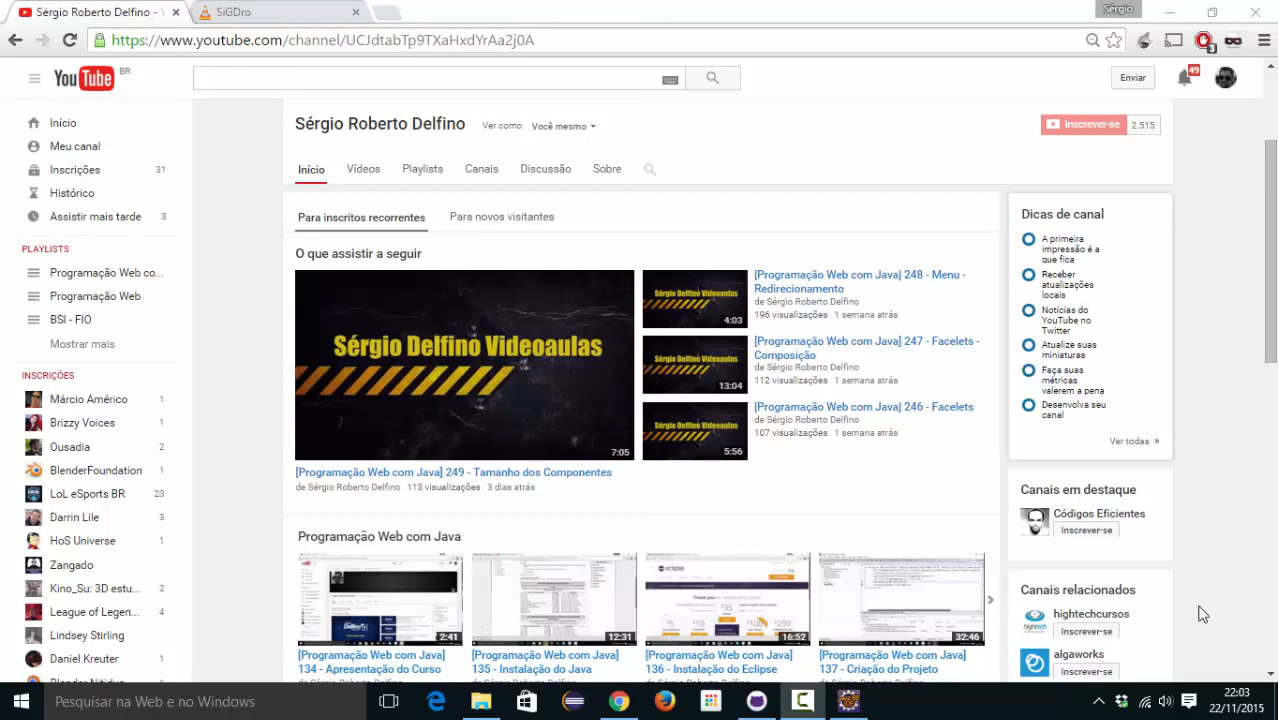 Sérgio Roberto Delfino - \
SiGDro
Sérgio
https://www.youtube.com/channel/UCJdtabTp9TXaHxdYrAa2j0A
3
YouTube BR
Enviar
49
Início
Meu canal
Inscrições 31
Histórico
Assistir mais tarde 3
PLAYLISTS
Programação Web co...
Programação Web
BSI - FIO
Mostrar mais
INSCRIÇÕES
Márcio Américo 1
Brizzy Voices 1
Ousadia 1
BlenderFoundation 1
LoL eSports BR 23
Darrin Lile 3
HoS Universe 1
Zangado 1
Kino_Su: 3D estu... 2
League of Legen... 4
Lindsey Stirling 1
Daniel Kreuter 1
Sérgio Roberto Delfino
Ver como: Você mesmo
Inscrever-se 2.515
Início Vídeos Playlists Canais Discussão Sobre
Para inscritos recorrentes Para novos visitantes
O que assistir a seguir
Sérgio Delfino Videoaulas
7:05
[Programação Web com Java] 249 - Tamanho dos Componentes
de Sérgio Roberto Delfino 113 visualizações 3 dias atrás
Sérgio Delfino Videoaulas
4:03
[Programação Web com Java] 248 - Menu -
Redirecionamento
de Sérgio Roberto Delfino
196 visualizações 1 semana atrás
Sérgio Delfino Videoaulas
13:04
[Programação Web com Java] 247 - Facelets -
Composição
de Sérgio Roberto Delfino
112 visualizações 1 semana atrás
Sérgio Delfino Videoaulas
5:56
[Programação Web com Java] 246 - Facelets
de Sérgio Roberto Delfino
107 visualizações 1 semana atrás
Programação Web com Java
2:41
[Programação Web com Java]
134 - Apresentação do Curso
12:31
[Programação Web com Java]
135 - Instalação do Java
eclipse
16:52
[Programação Web com Java]
136 - Instalação do Eclipse
32:46
[Programação Web com Java]
137 - Criação do Projeto
Dicas de canal
A primeira
impressão é a
que fica
Receber
atualizações
locais
Notícias do
YouTube no
Twitter
Atualize suas
miniaturas
Faça suas
métricas
valerem a pena
Desenvolva seu
canal
Ver todas »
Canais em destaque
Códigos Eficientes
Inscrever-se
Canais relacionados
hightechcursos
Inscrever-se
algaworks
Inscrever-se
Pesquisar na Web e no Windows
22:03
22/11/2015